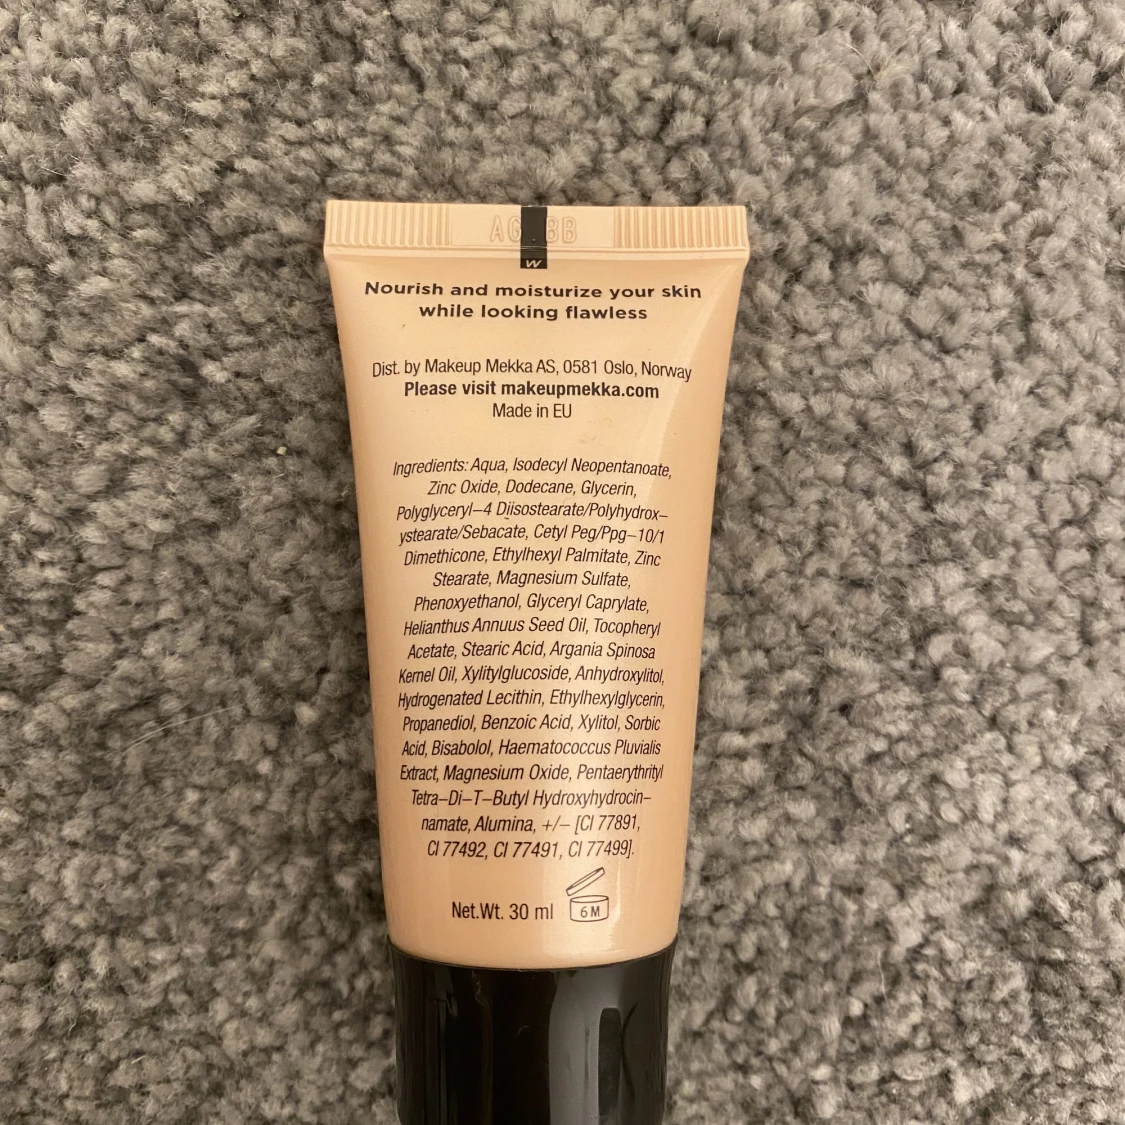 W
Nourish and moisturize your skin
while looking flawless
Dist. by Makeup Mekka AS, 0581 Oslo, Norway
Please visit makeupmekka.com
Made in EU
Ingredients: Aqua, Isodecyl Neopentanoate,
Zinc Oxide, Dodecane, Glycerin,
Polyglyceryl–4 Diisostearate/Polyhydrox–
ystearate/Sebacate, Cetyl Peg/Ppg–10/1
Dimethicone, Ethylhexyl Palmitate, Zinc
Stearate, Magnesium Sulfate,
Phenoxyethanol, Glyceryl Caprylate,
Helianthus Annuus Seed Oil, Tocopheryl
Acetate, Stearic Acid, Argania Spinosa
Kernel Oil, Xylitylglucoside, Anhydroxylitol,
Hydrogenated Lecithin, Ethylhexylglycerin,
Propanediol, Benzoic Acid, Xylitol, Sorbic
Acid, Bisabolol, Haematococcus Pluvialis
Extract, Magnesium Oxide, Pentaerythrityl
Tetra–Di–T–Butyl Hydroxyhydrocin–
namate, Alumina, +/– [CI 77891,
CI 77492, CI 77491, CI 77499].
Net.Wt. 30 ml 6 M